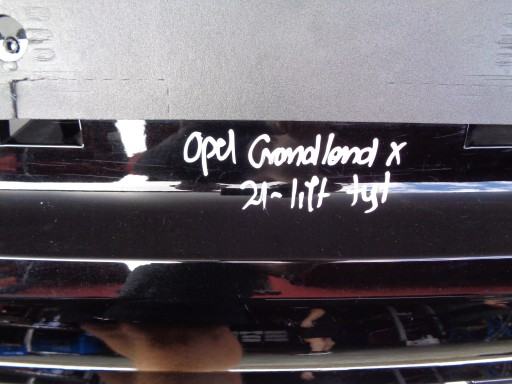 Opel Grandland X
21- lift tył